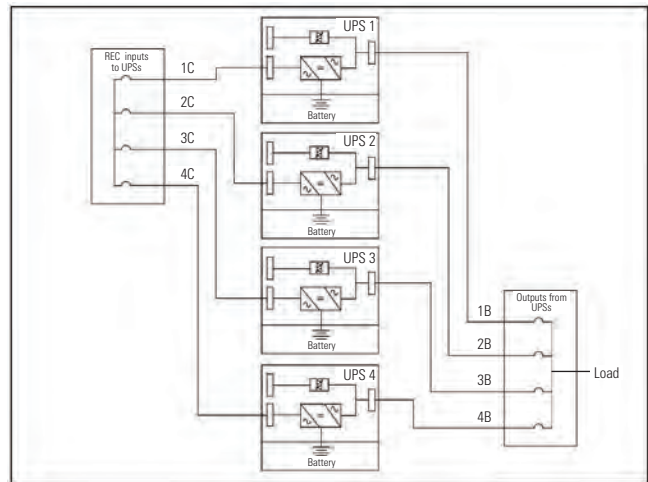 REC inputs
to UPSs
1C
2C
3C
4C
UPS 1
Battery
UPS 2
Battery
UPS 3
Battery
UPS 4
Battery
Outputs from
UPSs
1B
2B
3B
4B
Load